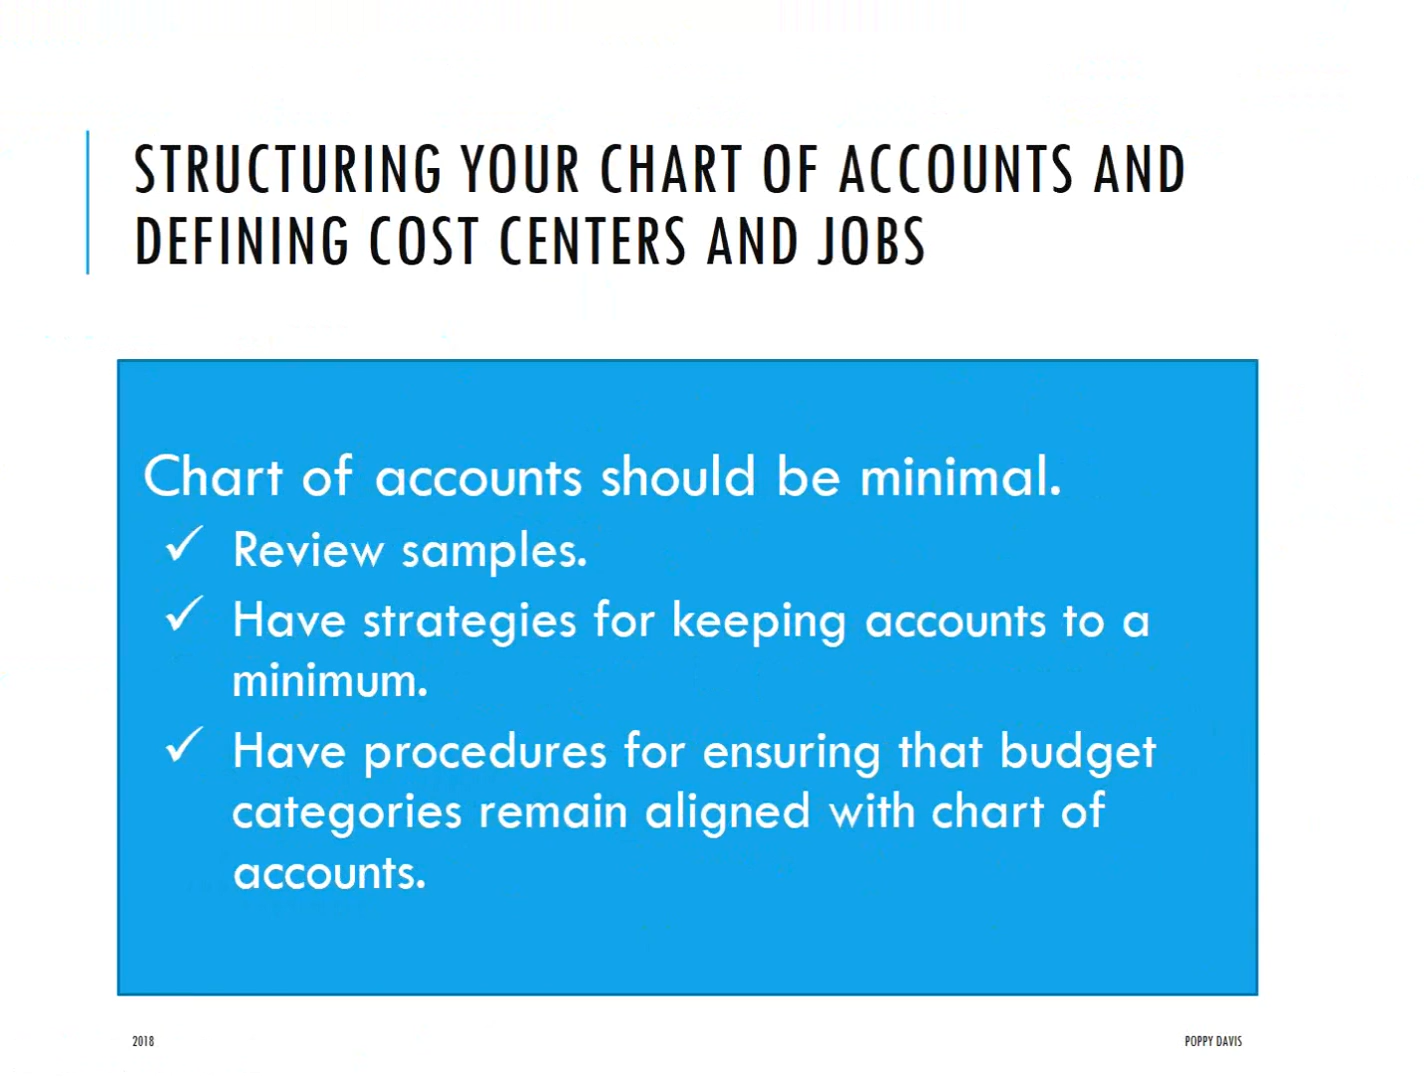 STRUCTURING YOUR CHART OF ACCOUNTS AND
DEFINING COST CENTERS AND JOBS
Chart of accounts should be minimal.
✓ Review samples.
✓ Have strategies for keeping accounts to a
minimum.
✓ Have procedures for ensuring that budget
categories remain aligned with chart of
accounts.
2018
POPPY DAVIS